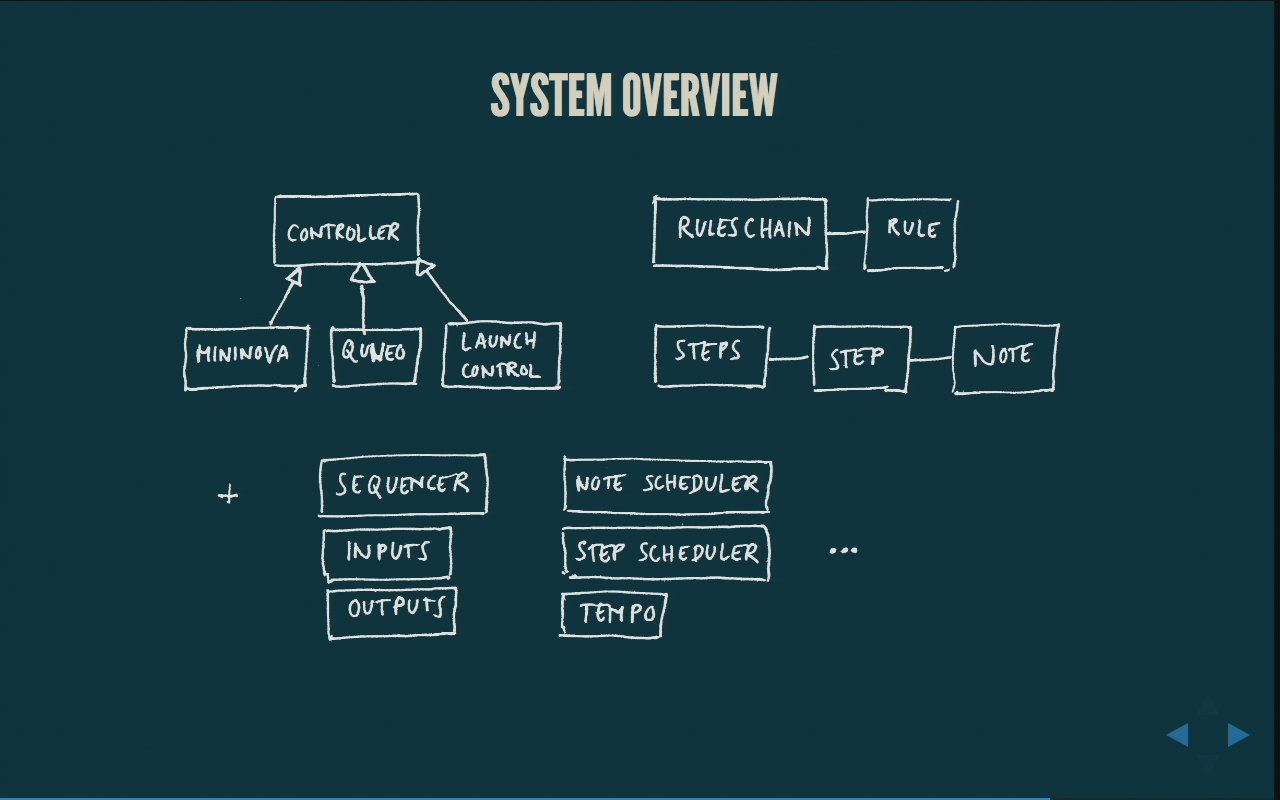 SYSTEM OVERVIEW
CONTROLLER
MININOVA
QUNEO
LAUNCH
CONTROL
RULESCHAIN
RULE
STEPS
STEP
NOTE
+
SEQUENCER
INPUTS
OUTPUTS
NOTE SCHEDULER
STEP SCHEDULER
TEMPO
...